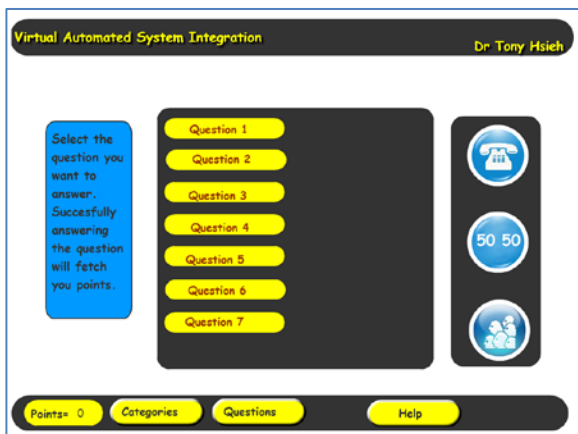 Virtual Automated System Integration
Dr Tony Hsieh
Select the
question you
want to
answer.
Succesfully
answering
the question
will fetch
you points.
Question 1
Question 2
Question 3
Question 4
Question 5
Question 6
Question 7
50 50
Points= 0
Categories
Questions
Help